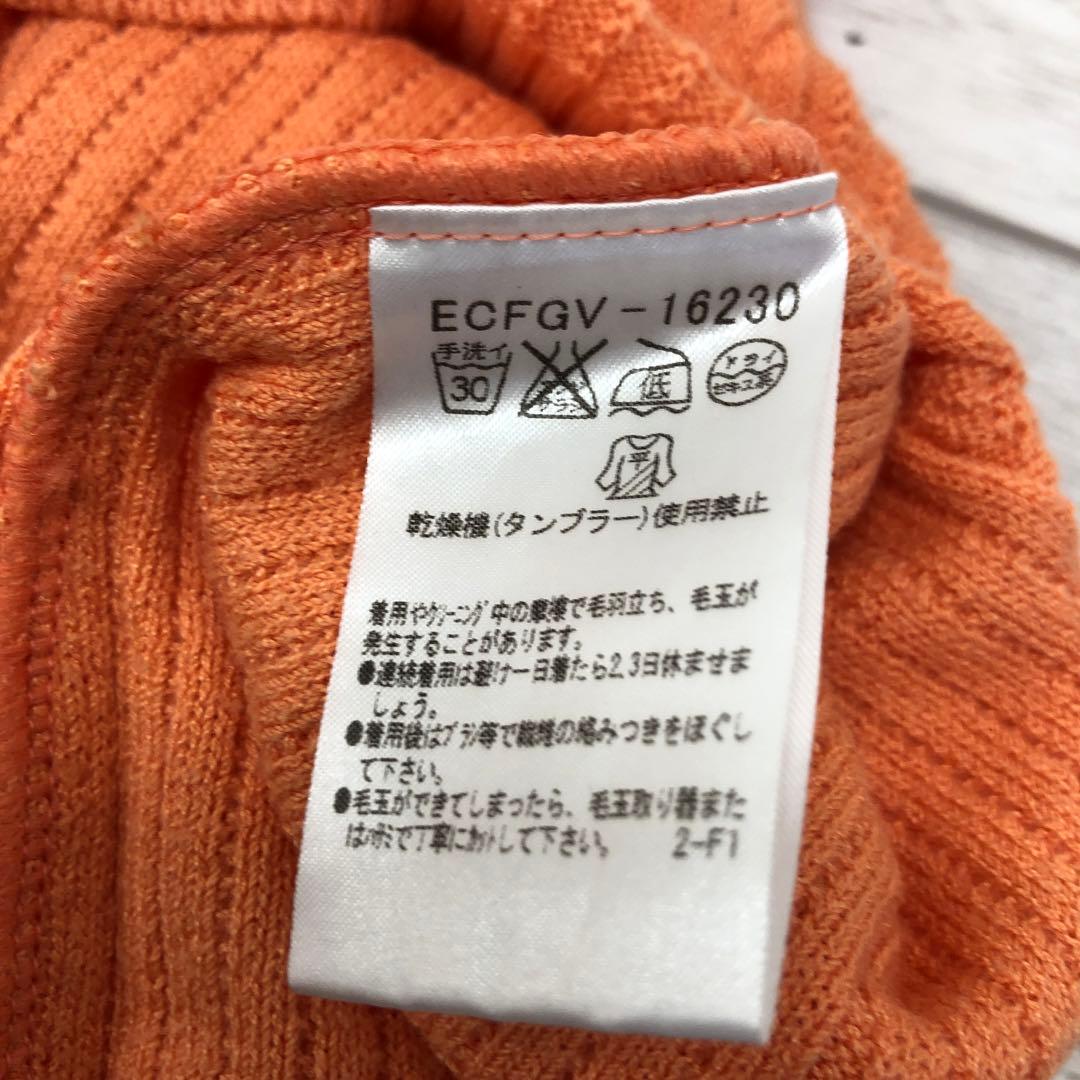 ECFGV-16230
手洗イ
30
低
ドライ
セキユ系
平
乾燥機(タンブラー)使用禁止
着用やクリーニング中の摩擦で毛羽立ち、毛玉が
発生することがあります。
●連続着用は避け一日着たら2,3日休ませま
しょう。
●着用後はブラシ等で繊維の絡みつきをほぐし
て下さい。
●毛玉ができてしまったら、毛玉取り器また
はハサミで丁寧にカットして下さい。 2-F1